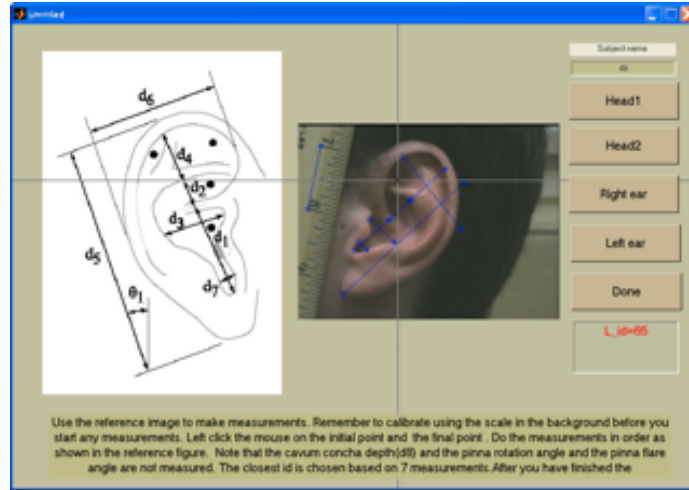 Untitled
Subject name
Head1
Head2
Right ear
Left ear
Done
L_id=65
d6
d4
d2
d3
d1
d5
d7
θ1
Use the reference image to make measurements. Remember to calibrate using the scale in the background before you
start any measurements. Left click the mouse on the initial point and the final point . Do the measurements in order as
shown in the reference figure. Note that the cavum concha depth(d8) and the pinna rotation angle and the pinna flare
angle are not measured. The closest id is chosen based on 7 measurements.After you have finished the